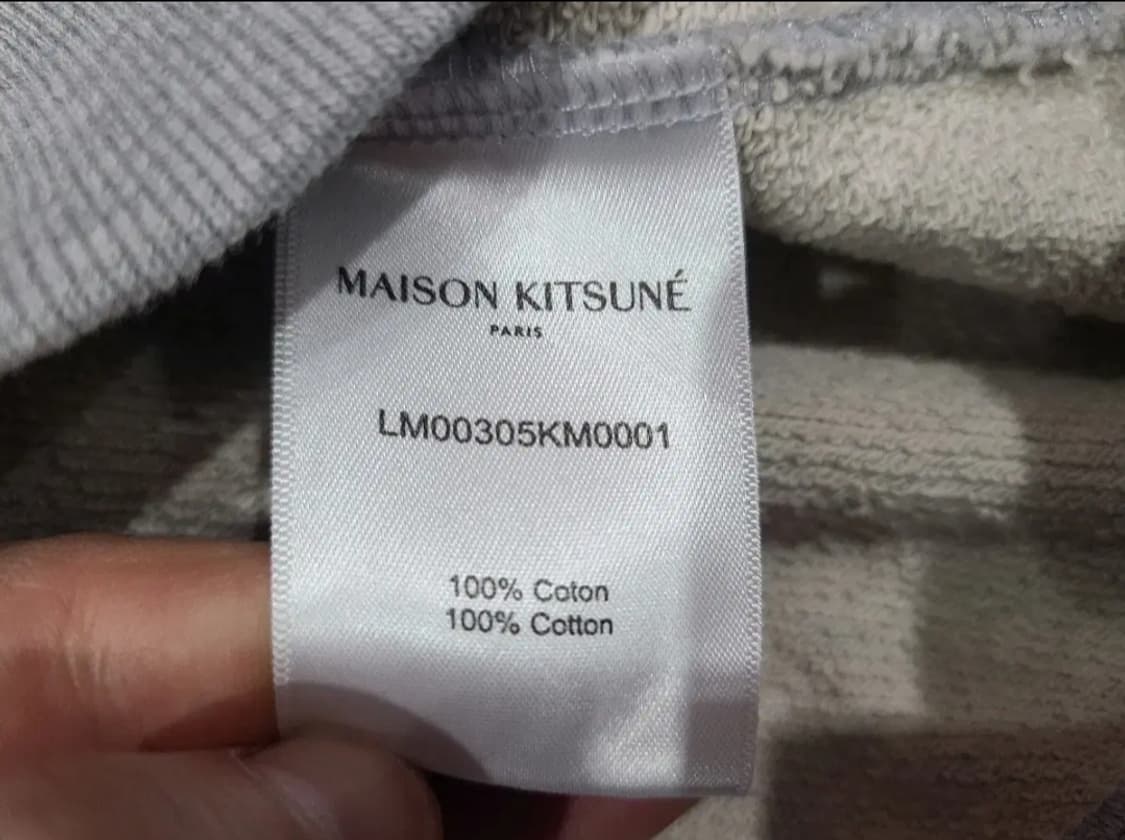 MAISON KITSUNÉ
PARIS
LM00305KM0001
100% Coton
100% Cotton